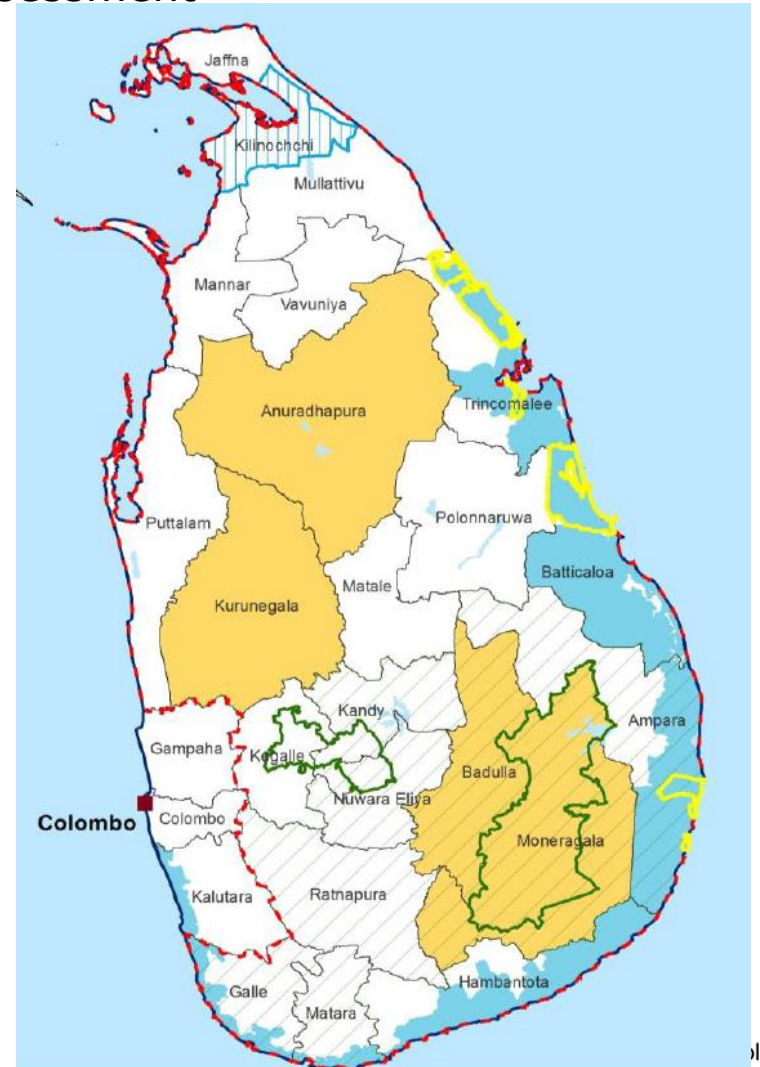 Jaffna
Kilinochchi
Mullattivu
Mannar
Vavuniya
Anuradhapura
Trincomalee
Puttalam
Polonnaruwa
Batticaloa
Matale
Kurunegala
Kandy
Ampara
Gampaha
Kegalle
Badulla
Nuwara Eliya
Colombo
Colombo
Moneragala
Kalutara
Ratnapura
Hambantota
Galle
Matara